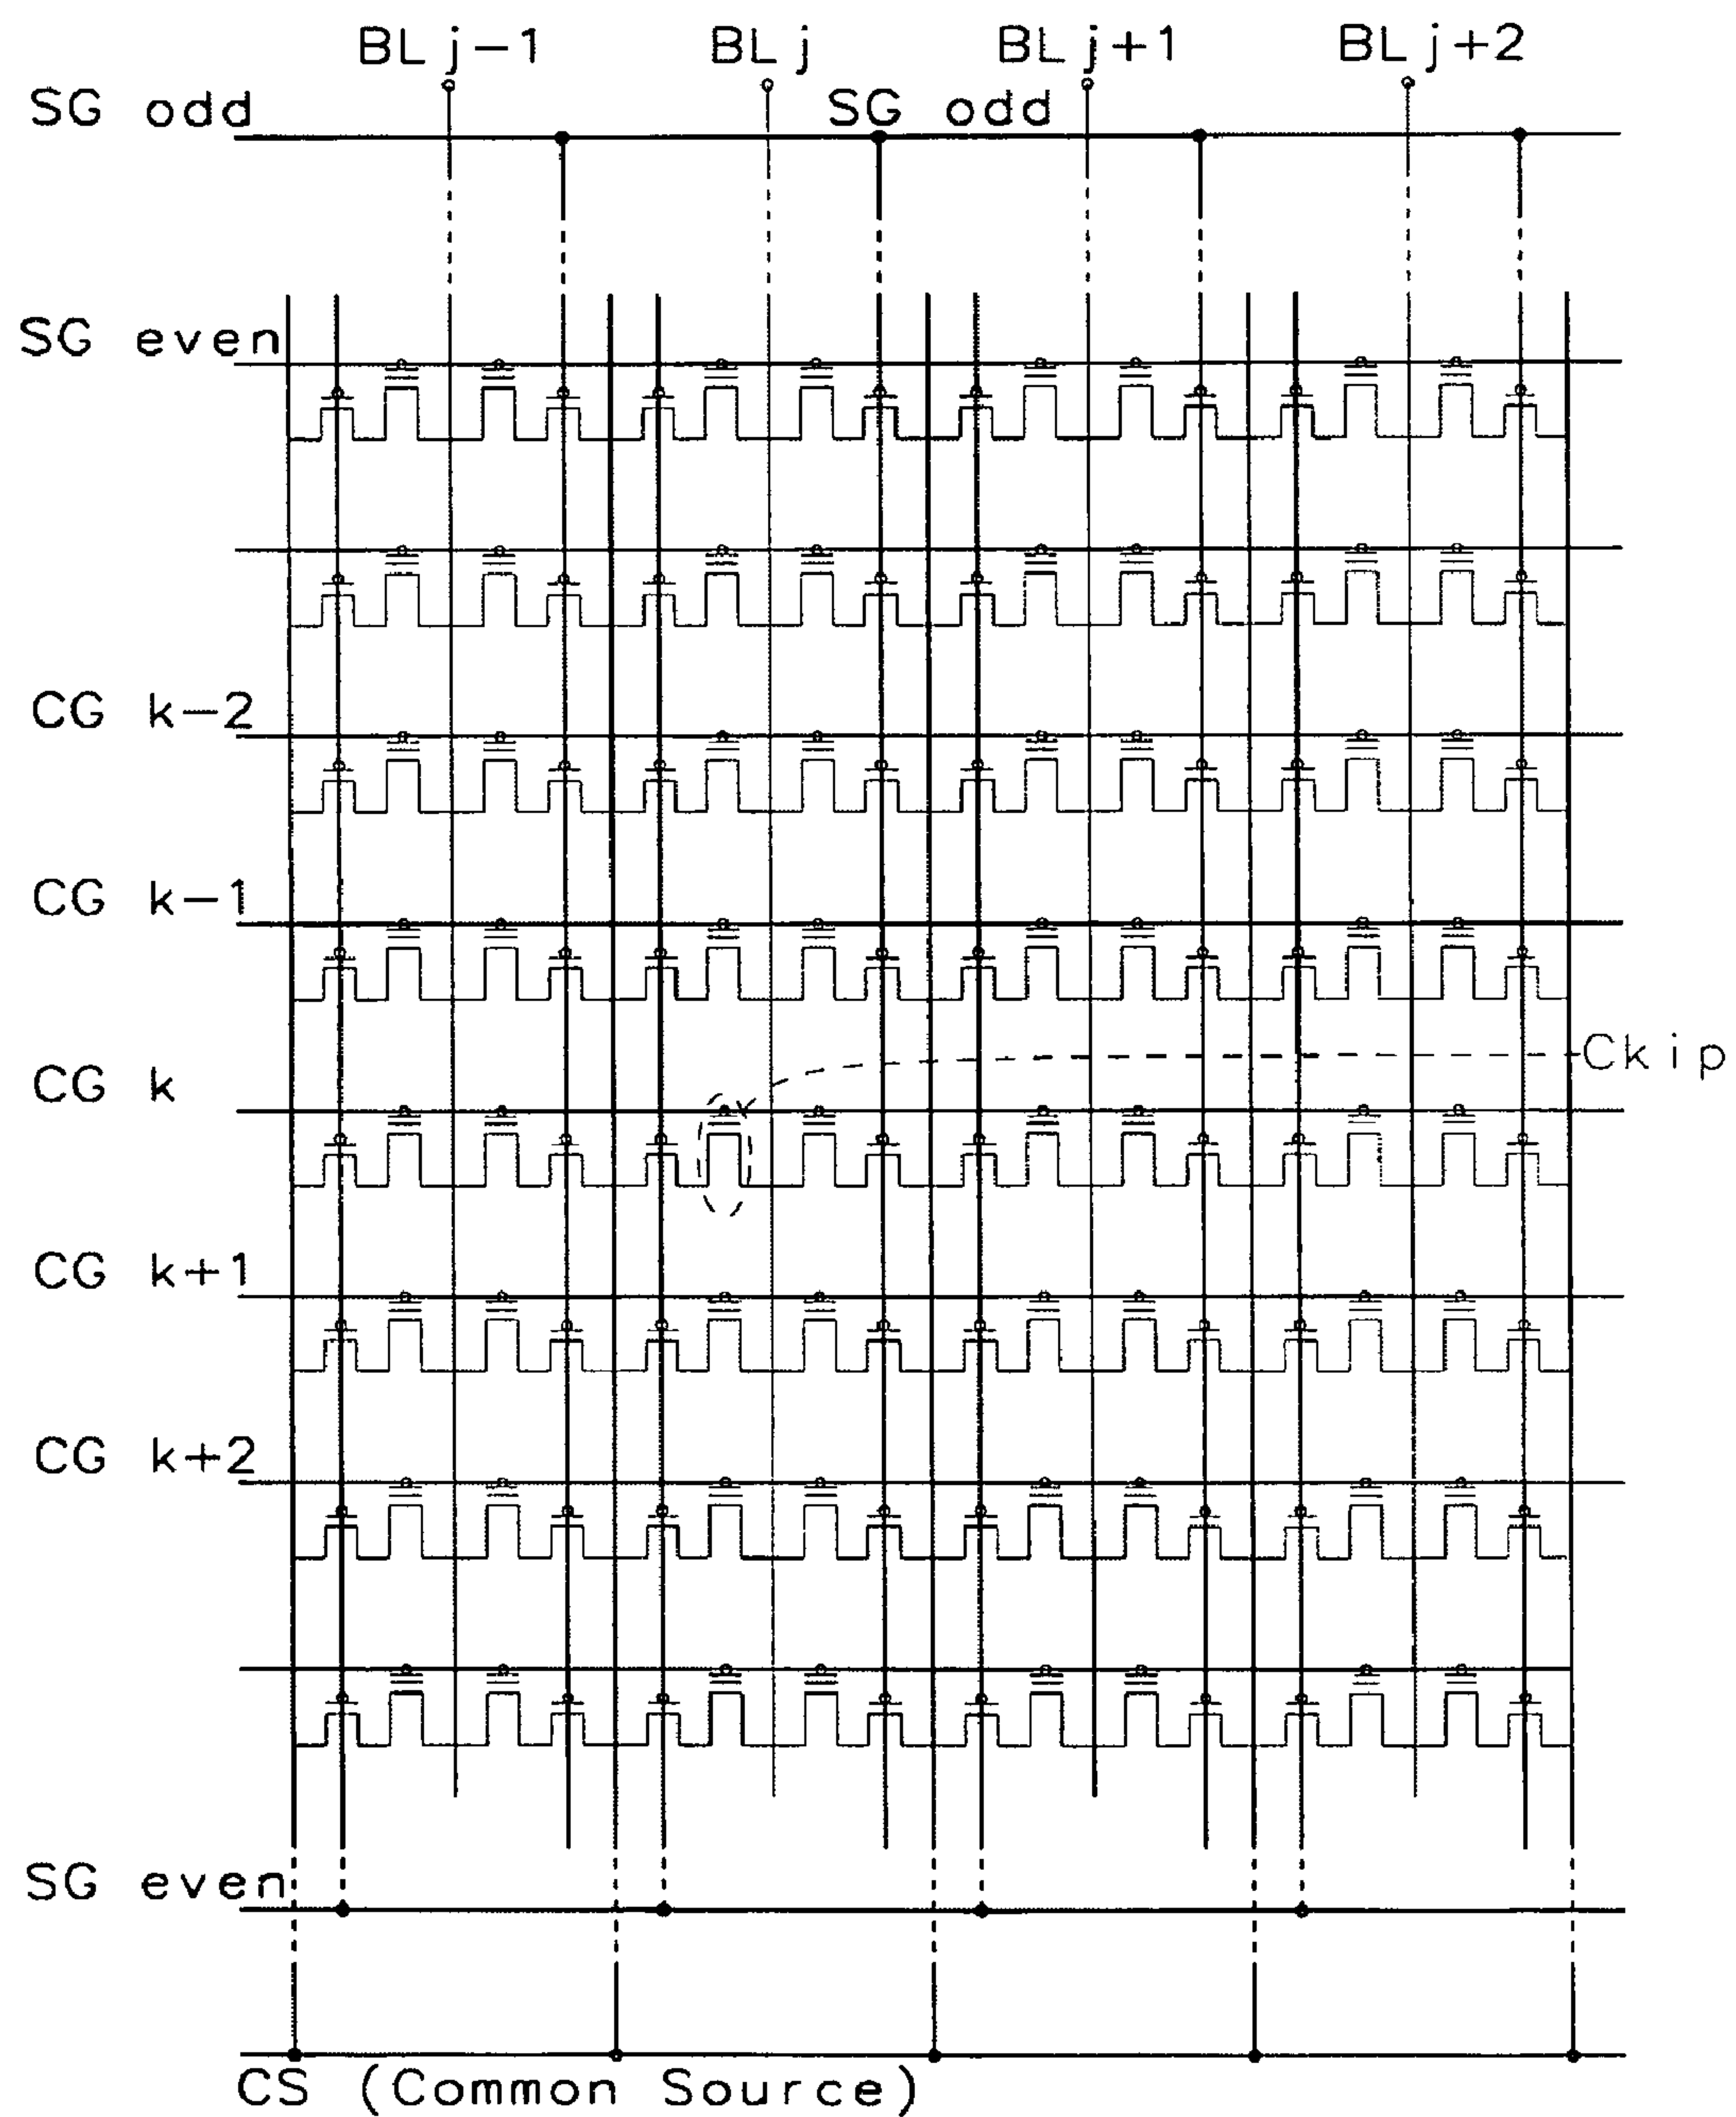 BL j-1
BL j
BL j+1
BL j+2
SG odd
SG odd
SG even
CG k-2
CG k-1
Ckip
CG k
CG k+1
CG k+2
SG even
CS (Common Source)